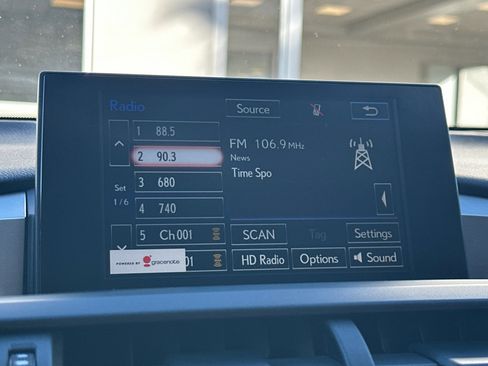 Radio
Source
1 88.5
2 90.3
3 680
4 740
5 Ch 001
01
Set
1/6
FM 106.9 MHz
News
Time Spo
SCAN
Tag
Settings
HD Radio
Options
Sound
POWERED BY gracenote